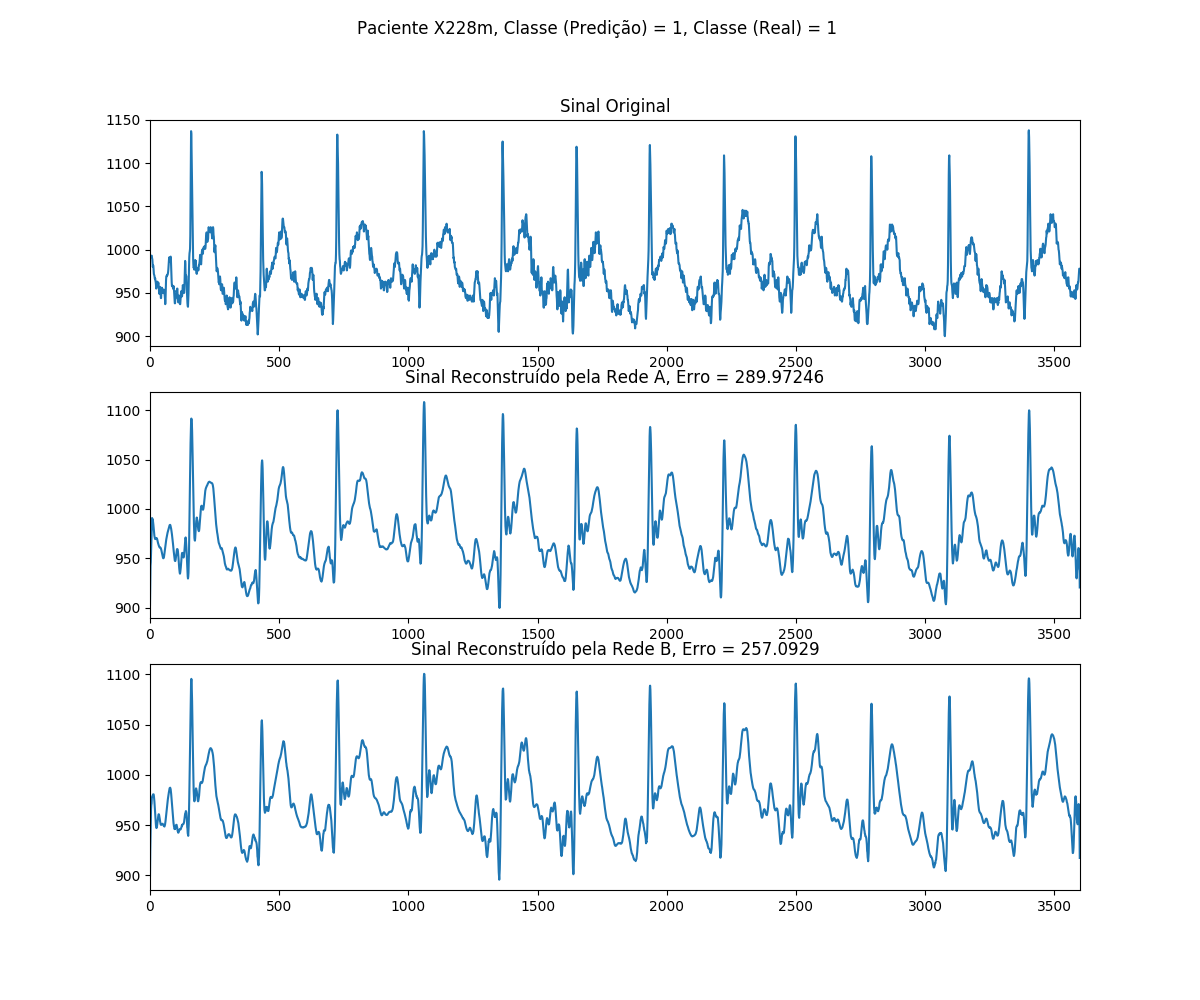 Paciente X228m, Classe (Predição) = 1, Classe (Real) = 1
Sinal Original
1150
1100
1050
1000
950
900
0 500 1000 1500 2000 2500 3000 3500
Sinal Reconstruído pela Rede A, Erro = 289.97246
1100
1050
1000
950
900
0 500 1000 1500 2000 2500 3000 3500
Sinal Reconstruído pela Rede B, Erro = 257.0929
1100
1050
1000
950
900
0 500 1000 1500 2000 2500 3000 3500